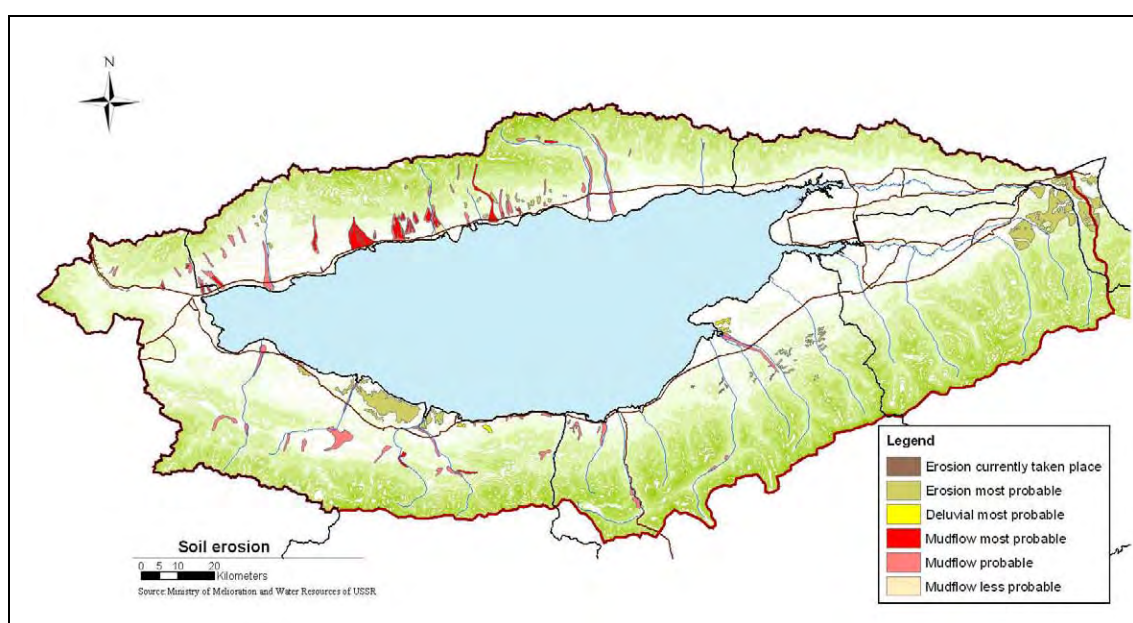 N
Legend
Erosion currently taken place
Erosion most probable
Deluvial most probable
Mudflow most probable
Mudflow probable
Mudflow less probable
Soil erosion
0 5 10 20
Kilometers
Source: Ministry of Melioration and Water Resources of USSR